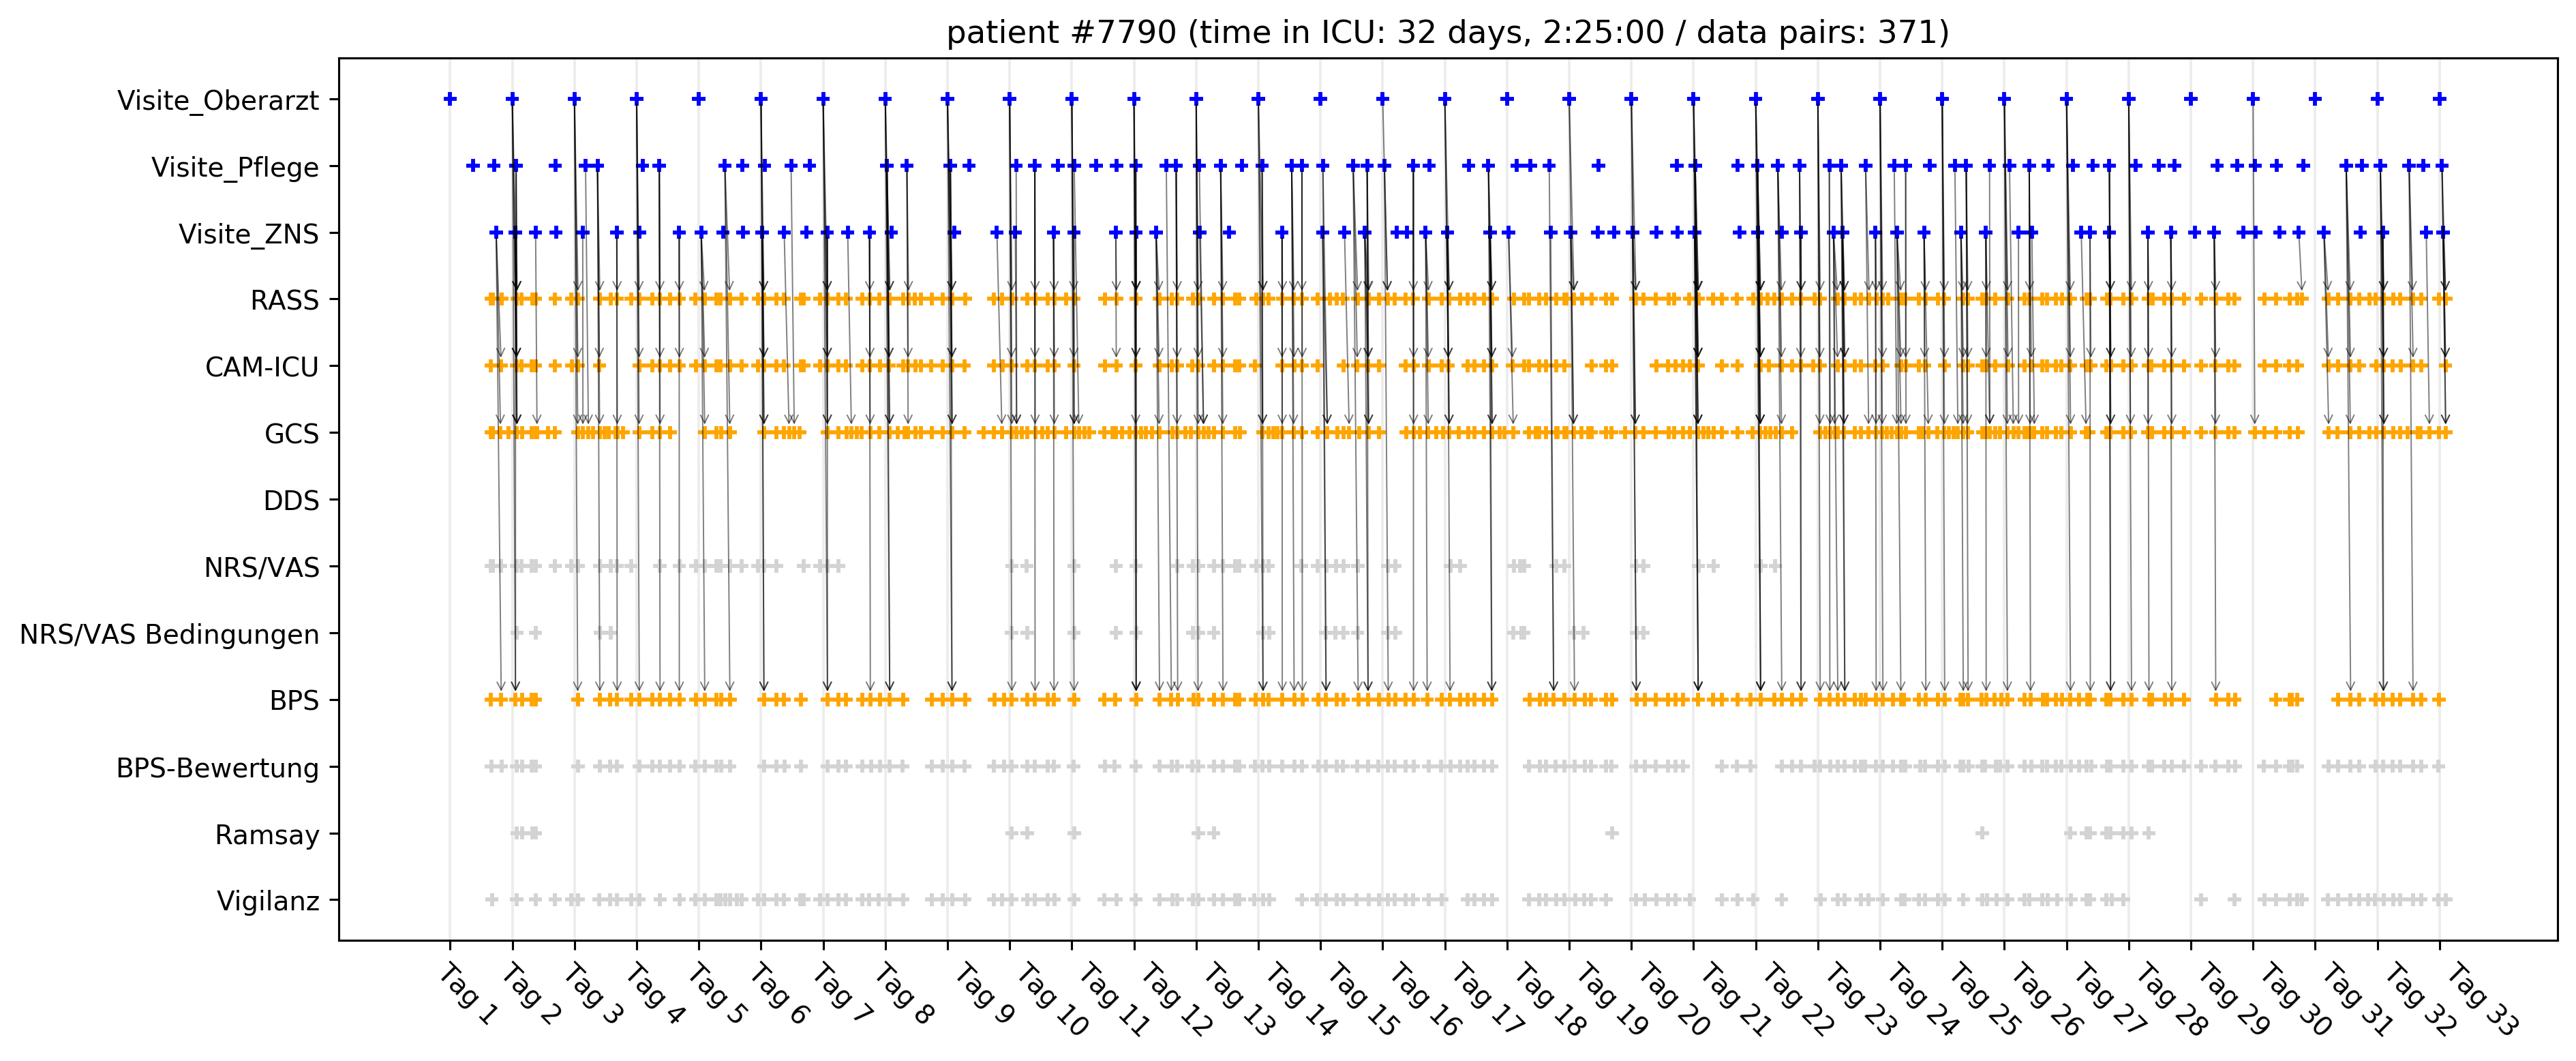 patient #7790 (time in ICU: 32 days, 2:25:00 / data pairs: 371)
Visite_Oberarzt
Visite_Pflege
Visite_ZNS
RASS
CAM-ICU
GCS
DDS
NRS/VAS
NRS/VAS Bedingungen
BPS
BPS-Bewertung
Ramsay
Vigilanz
Tag 1
Tag 2
Tag 3
Tag 4
Tag 5
Tag 6
Tag 7
Tag 8
Tag 9
Tag 10
Tag 11
Tag 12
Tag 13
Tag 14
Tag 15
Tag 16
Tag 17
Tag 18
Tag 19
Tag 20
Tag 21
Tag 22
Tag 23
Tag 24
Tag 25
Tag 26
Tag 27
Tag 28
Tag 29
Tag 30
Tag 31
Tag 32
Tag 33